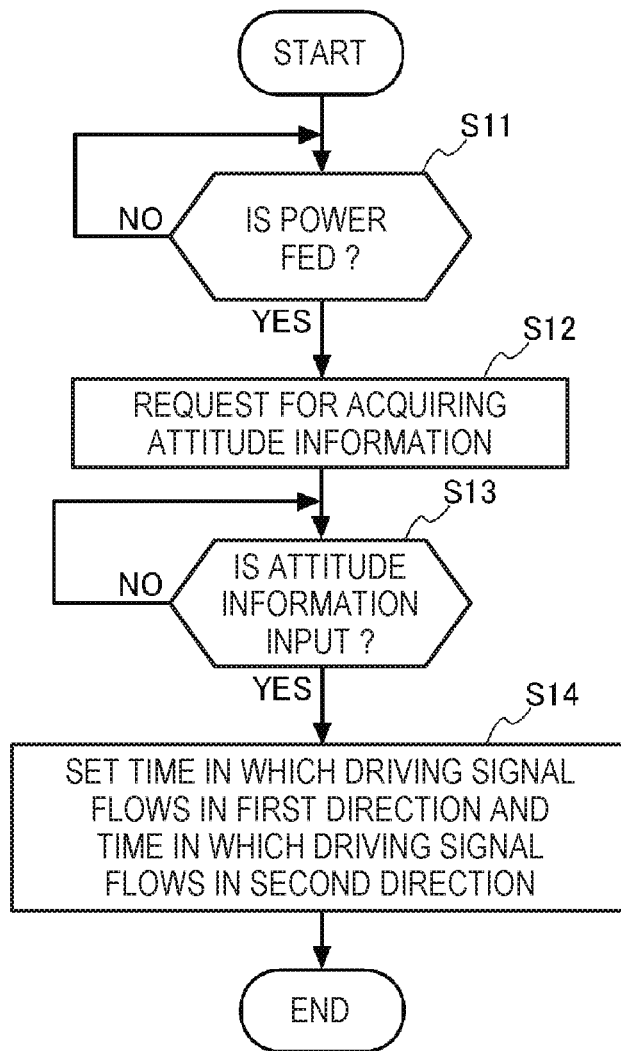 START
S11
IS POWER
FED ?
NO
YES
S12
REQUEST FOR ACQUIRING
ATTITUDE INFORMATION
S13
IS ATTITUDE
INFORMATION
INPUT ?
NO
YES
S14
SET TIME IN WHICH DRIVING SIGNAL
FLOWS IN FIRST DIRECTION AND
TIME IN WHICH DRIVING SIGNAL
FLOWS IN SECOND DIRECTION
END